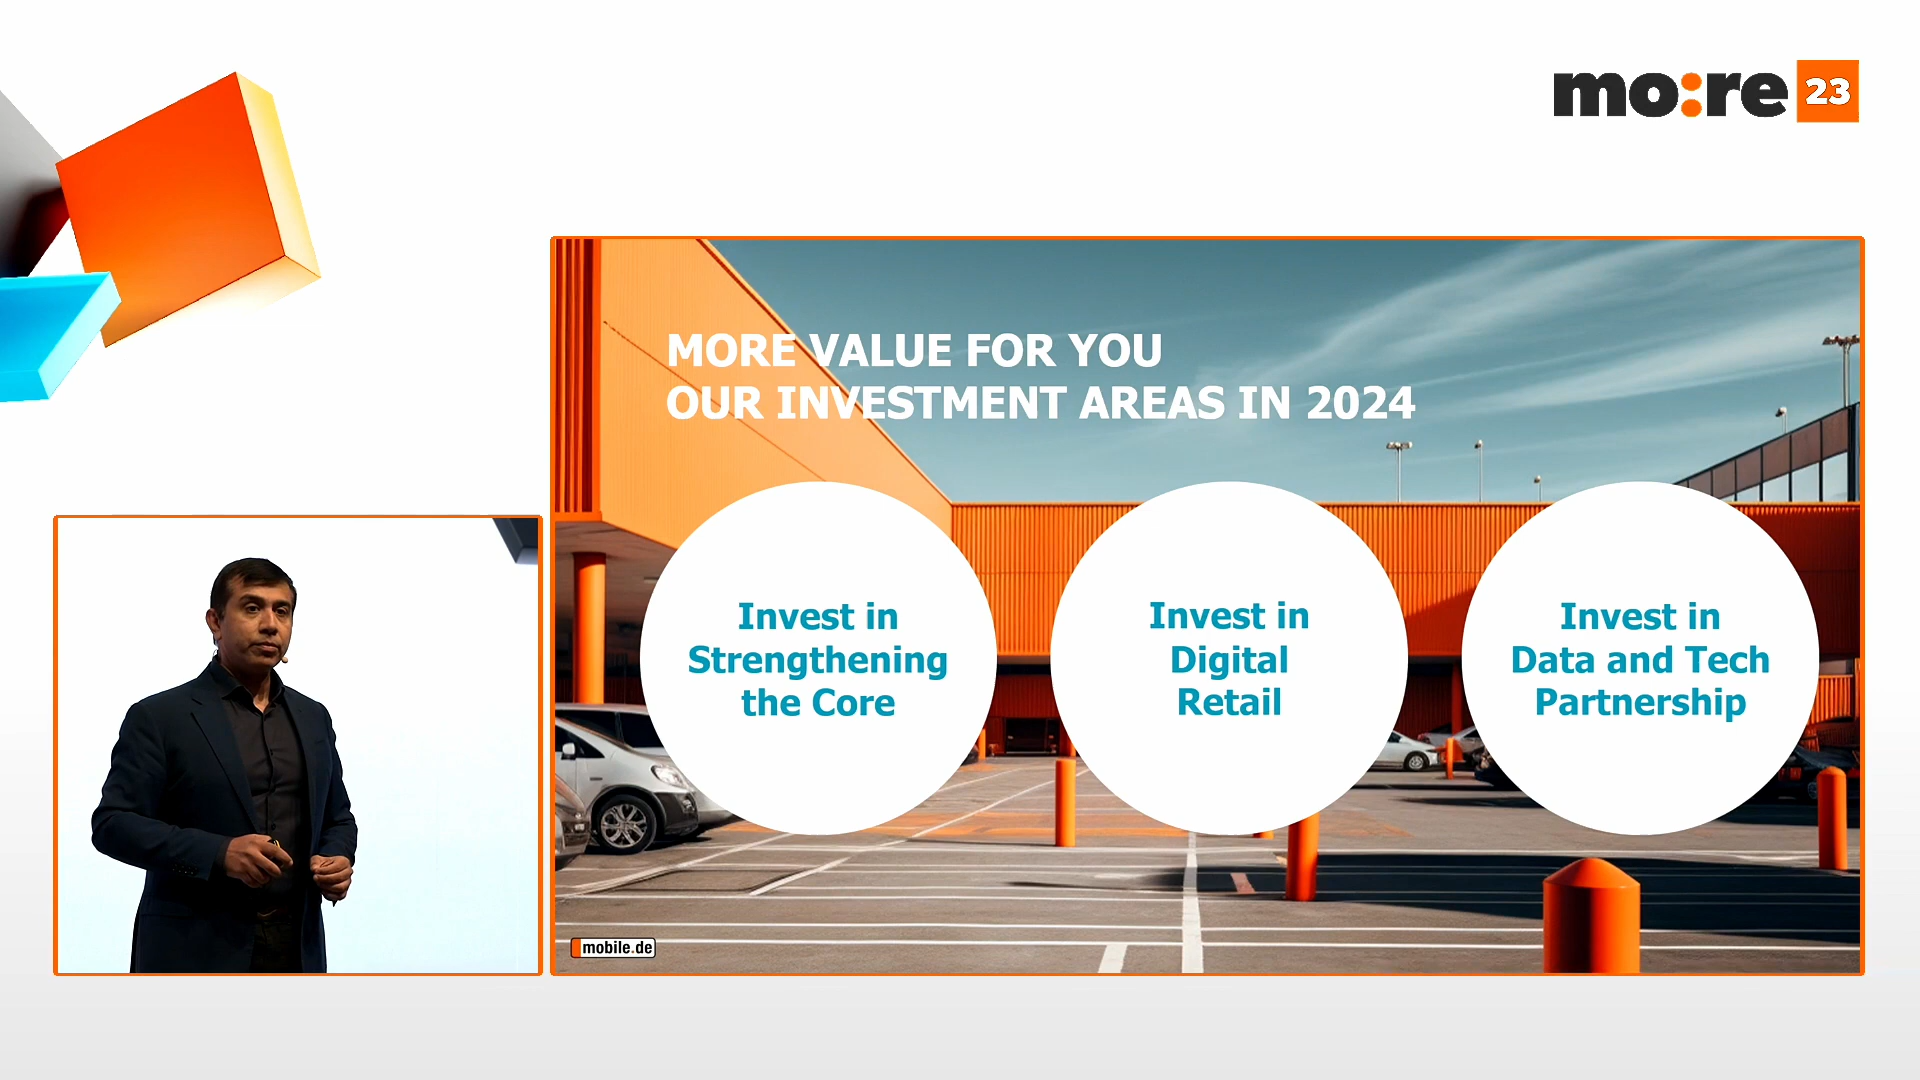 mo:re 23
MORE VALUE FOR YOU
OUR INVESTMENT AREAS IN 2024
Invest in
Strengthening
the Core
Invest in
Digital
Retail
Invest in
Data and Tech
Partnership
mobile.de